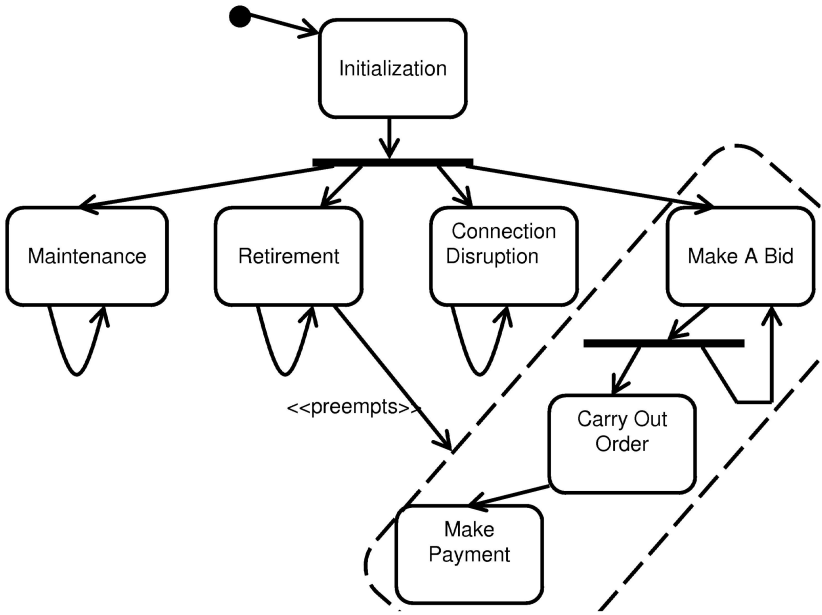 Initialization
Maintenance
Retirement
Connection
Disruption
Make A Bid
<<preempts>>
Carry Out
Order
Make
Payment